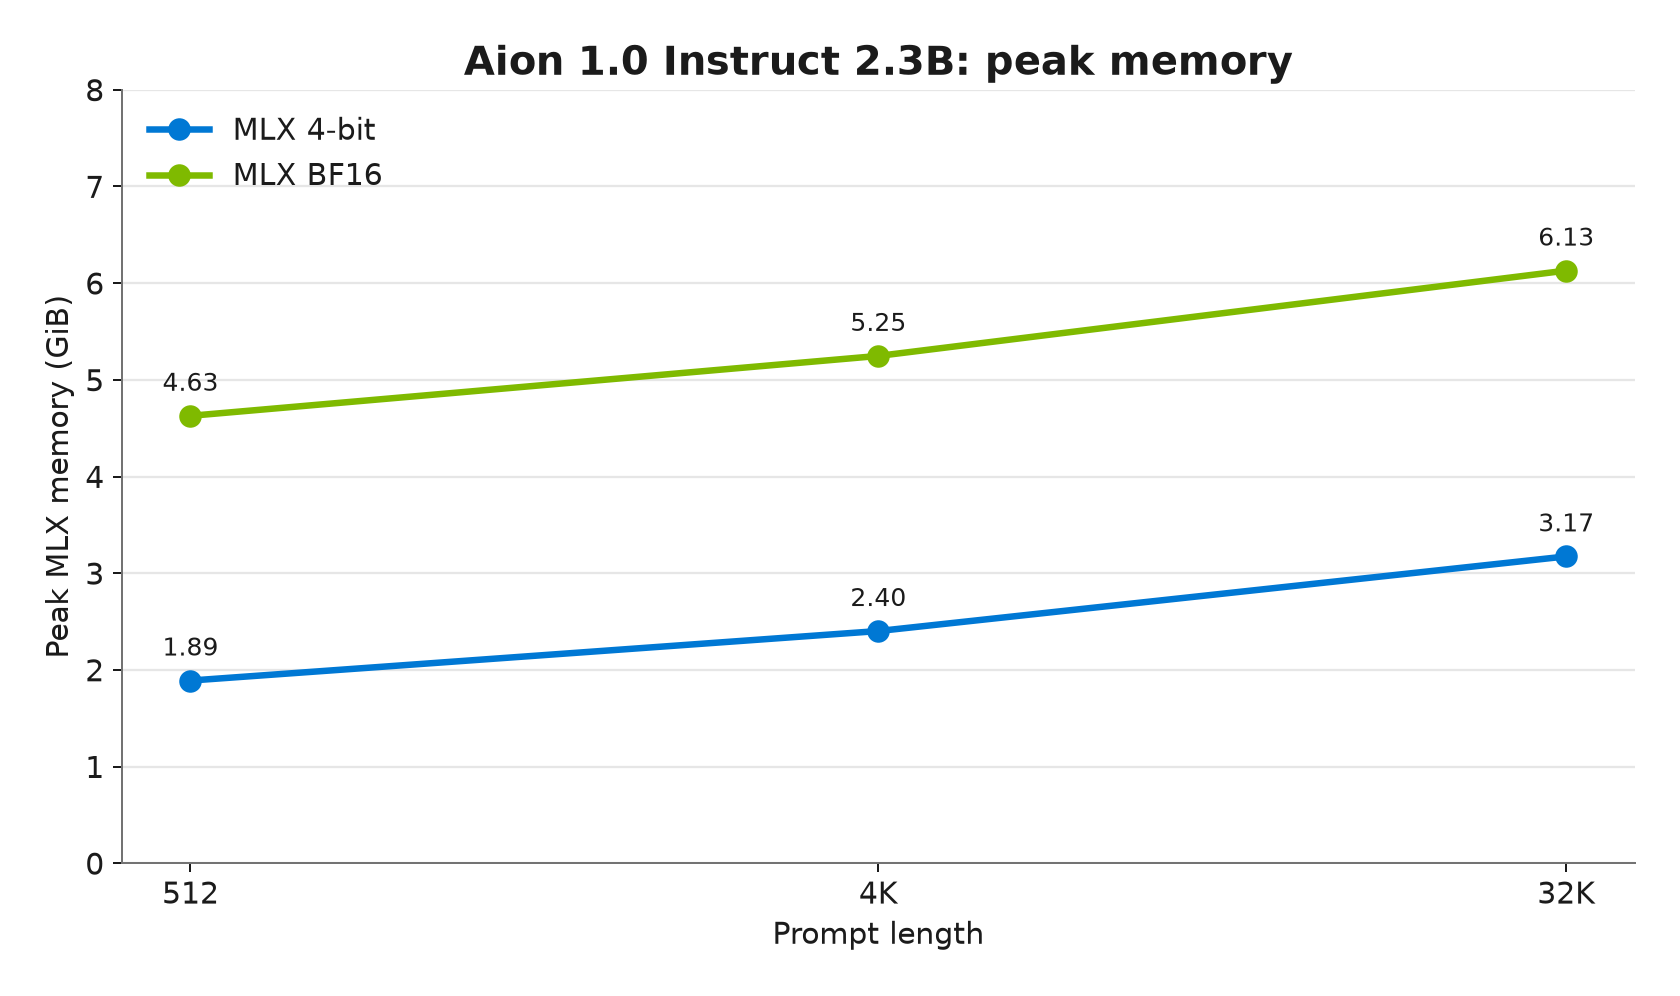 Aion 1.0 Instruct 2.3B: peak memory
MLX 4-bit
MLX BF16
Peak MLX memory (GiB)
8
7
6
5
4
3
2
1
0
4.63
5.25
6.13
1.89
2.40
3.17
512
4K
32K
Prompt length